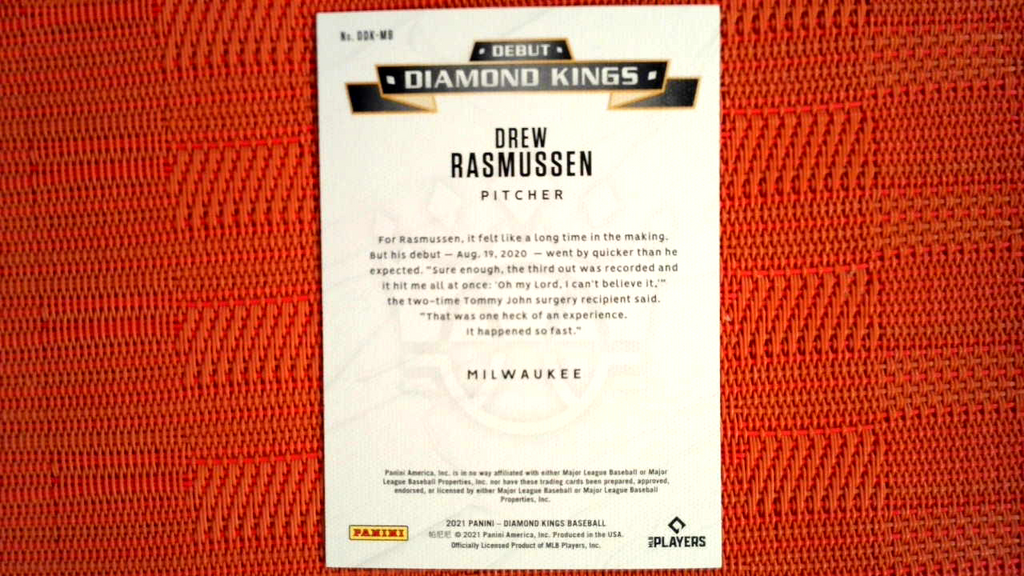 No. DDK-MB
DEBUT
DIAMOND KINGS
DREW
RASMUSSEN
PITCHER
For Rasmussen, it felt like a long time in the making.
But his debut — Aug. 19, 2020 — went by quicker than he
expected. "Sure enough, the third out was recorded and
it hit me all at once: 'Oh my Lord, I can't believe it,'"
the two-time Tommy John surgery recipient said.
"That was one heck of an experience.
It happened so fast."
MILWAUKEE
Panini America, Inc. is in no way affiliated with either Major League Baseball or Major
League Baseball Properties, Inc. nor have these trading cards been prepared, approved,
endorsed, or licensed by either Major League Baseball or Major League Baseball
Properties, Inc.
2021 PANINI – DIAMOND KINGS BASEBALL
帕尼尼 © 2021 Panini America, Inc. Produced in the USA.
Officially Licensed Product of MLB Players, Inc.
PANINI
MLB PLAYERS